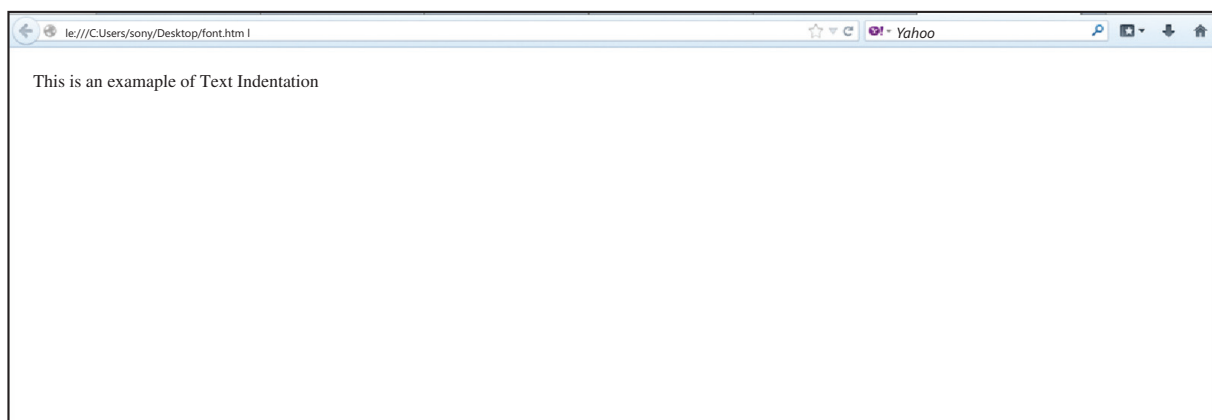 le:///C:Users/sony/Desktop/font.htm l Y! Yahoo
This is an examaple of Text Indentation